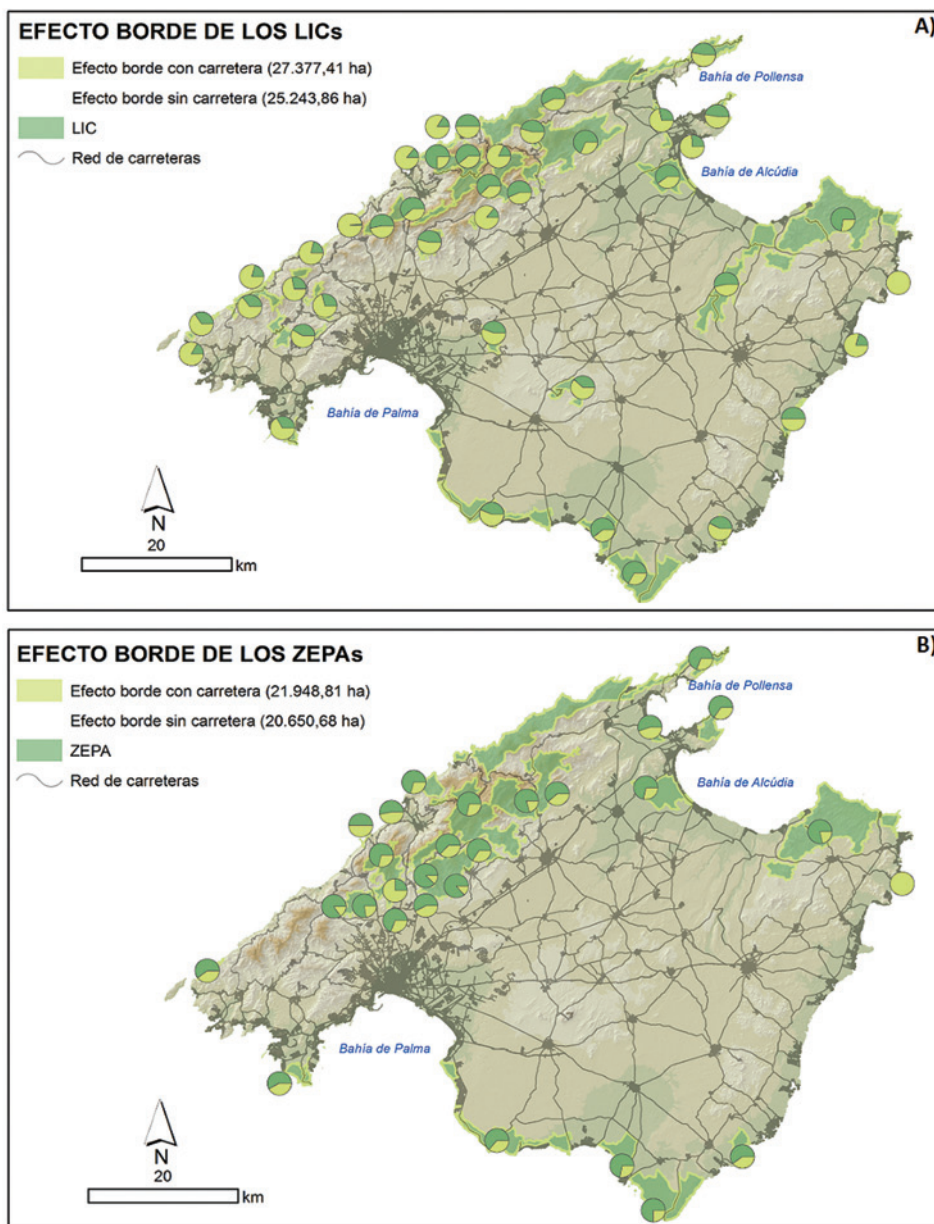 A)
EFECTO BORDE DE LOS LICs
Efecto borde con carretera (27.377,41 ha)
Efecto borde sin carretera (25.243,86 ha)
LIC
Red de carreteras
Bahía de Pollensa
Bahía de Alcúdia
Bahía de Palma
N
20
km
B)
EFECTO BORDE DE LOS ZEPAs
Efecto borde con carretera (21.948,81 ha)
Efecto borde sin carretera (20.650,68 ha)
ZEPA
Red de carreteras
Bahía de Pollensa
Bahía de Alcúdia
Bahía de Palma
N
20
km